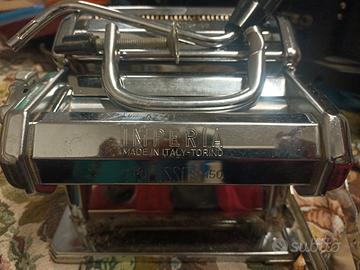 IMPERIA
MADE IN ITALY-TORINO
150
subito